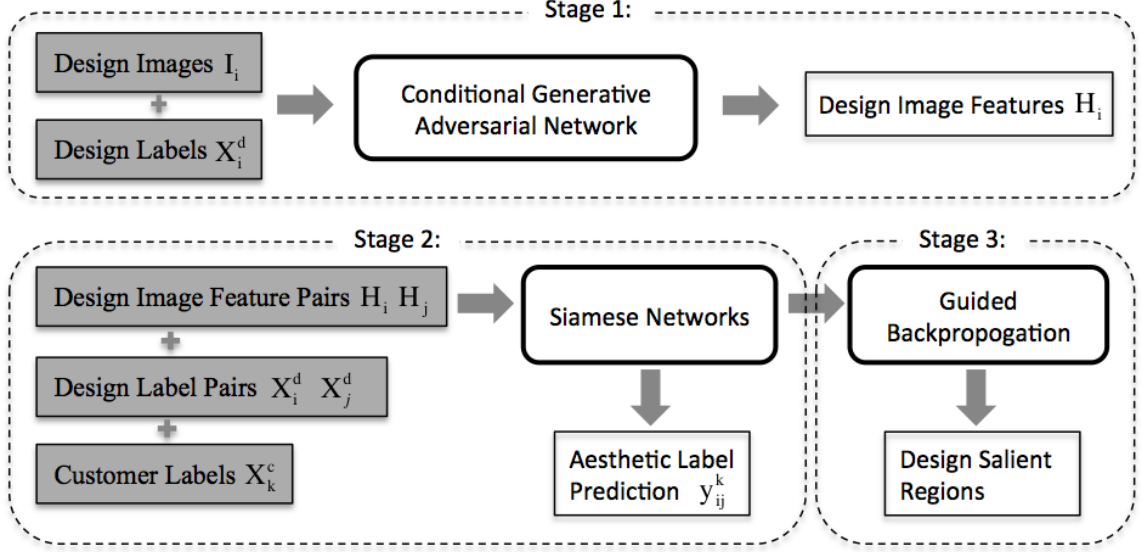 Stage 1:
Design Images I_i
+
Design Labels X_i^d
Conditional Generative
Adversarial Network
Design Image Features H_i
Stage 2:
Design Image Feature Pairs H_i H_j
+
Design Label Pairs X_i^d X_j^d
+
Customer Labels X_k^c
Siamese Networks
Aesthetic Label
Prediction y_ij^k
Stage 3:
Guided
Backpropogation
Design Salient
Regions